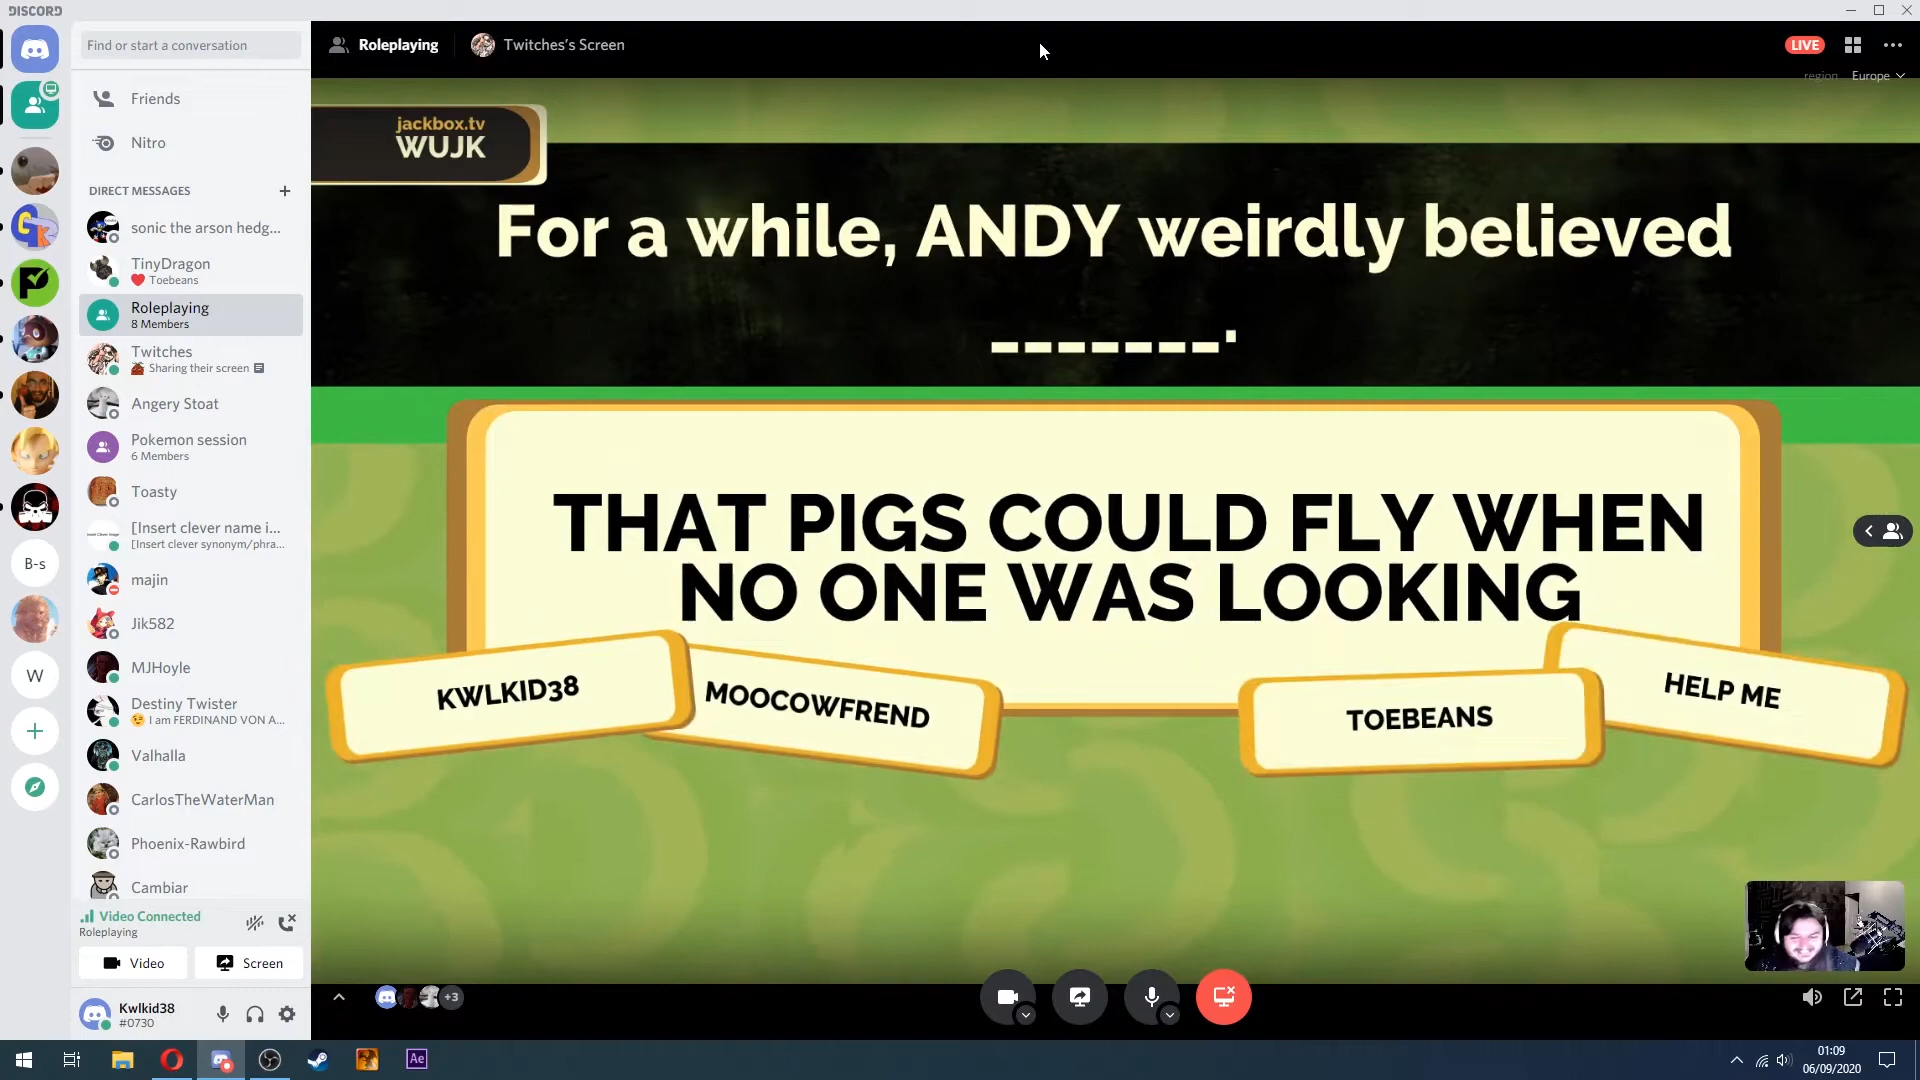 DISCORD
Find or start a conversation
Friends
Nitro
DIRECT MESSAGES
sonic the arson hedg...
TinyDragon
Toebeans
Roleplaying
8 Members
Twitches
Sharing their screen
Angery Stoat
Pokemon session
6 Members
Toasty
[Insert clever name i...
[Insert clever synonym/phra...
majin
Jik582
MJHoyle
Destiny Twister
I am FERDINAND VON A...
Valhalla
CarlosTheWaterMan
Phoenix-Rawbird
Cambiar
Video Connected
Roleplaying
Video
Screen
Kwlkid38
#0730
B-s
W
Roleplaying
Twitches's Screen
LIVE
region
Europe
jackbox.tv
WUJK
For a while, ANDY weirdly believed
_______.
THAT PIGS COULD FLY WHEN
NO ONE WAS LOOKING
KWLKID38
MOOCOWFREND
TOEBEANS
HELP ME
+3
Ae
01:09
06/09/2020